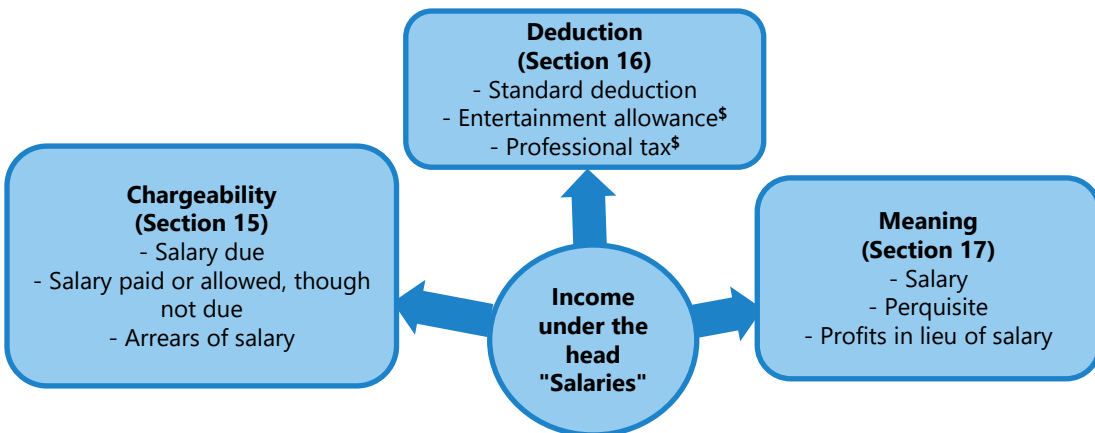 Deduction
(Section 16)
- Standard deduction
- Entertainment allowance$
- Professional tax$
Chargeability
(Section 15)
- Salary due
- Salary paid or allowed, though
not due
- Arrears of salary
Meaning
(Section 17)
- Salary
- Perquisite
- Profits in lieu of salary
Income
under the
head
"Salaries"